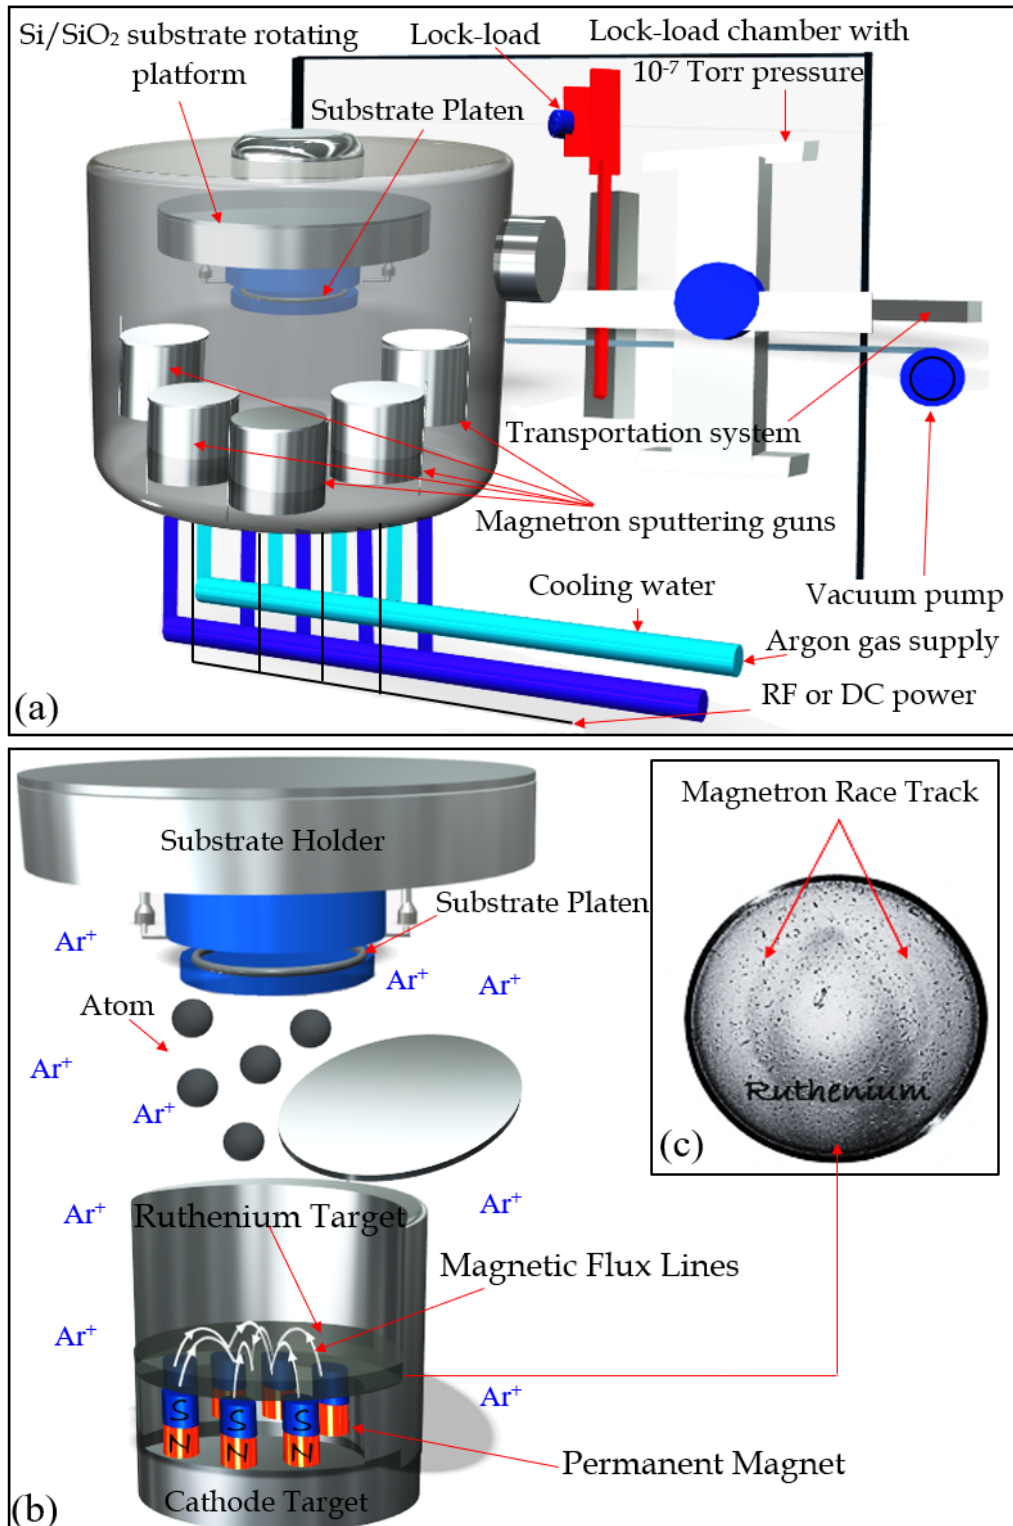 Si/SiO₂ substrate rotating
platform
Substrate Platen
Lock-load
Lock-load chamber with
10⁻⁷ Torr pressure
Transportation system
Magnetron sputtering guns
Cooling water
Vacuum pump
Argon gas supply
RF or DC power
(a)
Substrate Holder
Substrate Platen
Ar⁺
Ar⁺
Ar⁺
Atom
Ar⁺
Ar⁺
Ar⁺
Ar⁺
Ruthenium Target
Magnetic Flux Lines
Ar⁺
Ar⁺
S
S
S
N
N
N
Permanent Magnet
Cathode Target
(b)
Magnetron Race Track
Ruthenium
(c)